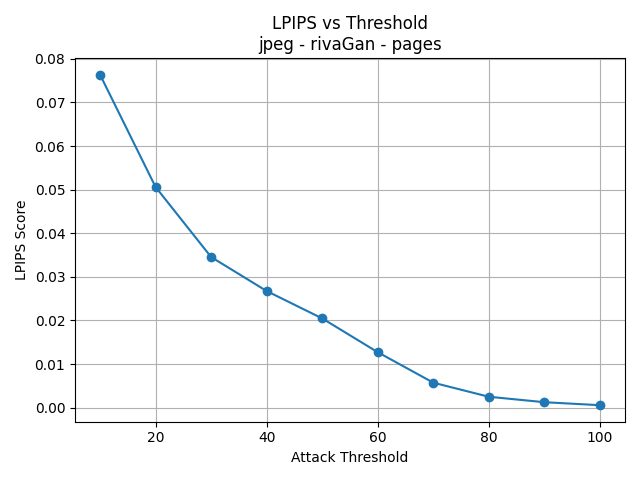 LPIPS vs Threshold
jpeg - rivaGan - pages
0.08
0.07
0.06
0.05
0.04
0.03
0.02
0.01
0.00
LPIPS Score
20 40 60 80 100
Attack Threshold